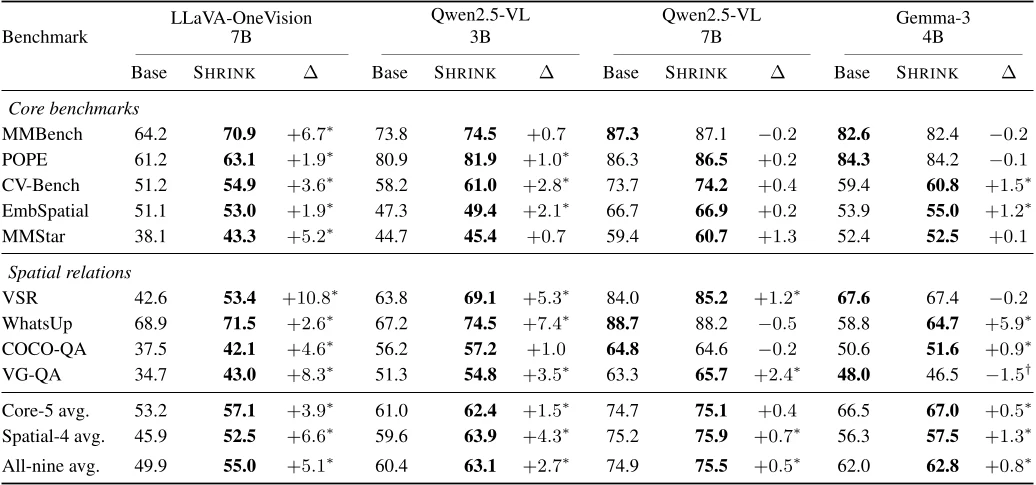 LLaVA-OneVision Qwen2.5-VL Qwen2.5-VL Gemma-3
Benchmark 7B 3B 7B 4B
Base SHRINK Δ Base SHRINK Δ Base SHRINK Δ Base SHRINK Δ
Core benchmarks
MMBench 64.2 70.9 +6.7* 73.8 74.5 +0.7 87.3 87.1 −0.2 82.6 82.4 −0.2
POPE 61.2 63.1 +1.9* 80.9 81.9 +1.0* 86.3 86.5 +0.2 84.3 84.2 −0.1
CV-Bench 51.2 54.9 +3.6* 58.2 61.0 +2.8* 73.7 74.2 +0.4 59.4 60.8 +1.5*
EmbSpatial 51.1 53.0 +1.9* 47.3 49.4 +2.1* 66.7 66.9 +0.2 53.9 55.0 +1.2*
MMStar 38.1 43.3 +5.2* 44.7 45.4 +0.7 59.4 60.7 +1.3 52.4 52.5 +0.1
Spatial relations
VSR 42.6 53.4 +10.8* 63.8 69.1 +5.3* 84.0 85.2 +1.2* 67.6 67.4 −0.2
WhatsUp 68.9 71.5 +2.6* 67.2 74.5 +7.4* 88.7 88.2 −0.5 58.8 64.7 +5.9*
COCO-QA 37.5 42.1 +4.6* 56.2 57.2 +1.0 64.8 64.6 −0.2 50.6 51.6 +0.9*
VG-QA 34.7 43.0 +8.3* 51.3 54.8 +3.5* 63.3 65.7 +2.4* 48.0 46.5 −1.5†
Core-5 avg. 53.2 57.1 +3.9* 61.0 62.4 +1.5* 74.7 75.1 +0.4 66.5 67.0 +0.5*
Spatial-4 avg. 45.9 52.5 +6.6* 59.6 63.9 +4.3* 75.2 75.9 +0.7* 56.3 57.5 +1.3*
All-nine avg. 49.9 55.0 +5.1* 60.4 63.1 +2.7* 74.9 75.5 +0.5* 62.0 62.8 +0.8*